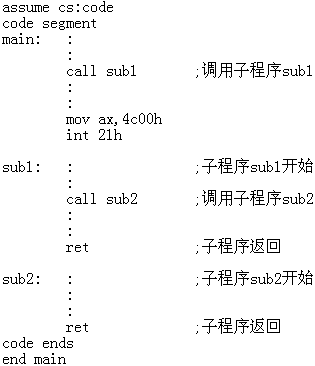 assume cs:code
code segment
main:   :
        :
        call sub1       ;调用子程序sub1
        :
        :
        mov ax,4c00h
        int 21h
sub1:   :               ;子程序sub1开始
        :
        call sub2       ;调用子程序sub2
        :
        :
        ret             ;子程序返回
sub2:   :               ;子程序sub2开始
        :
        :
        ret             ;子程序返回
code ends
end main